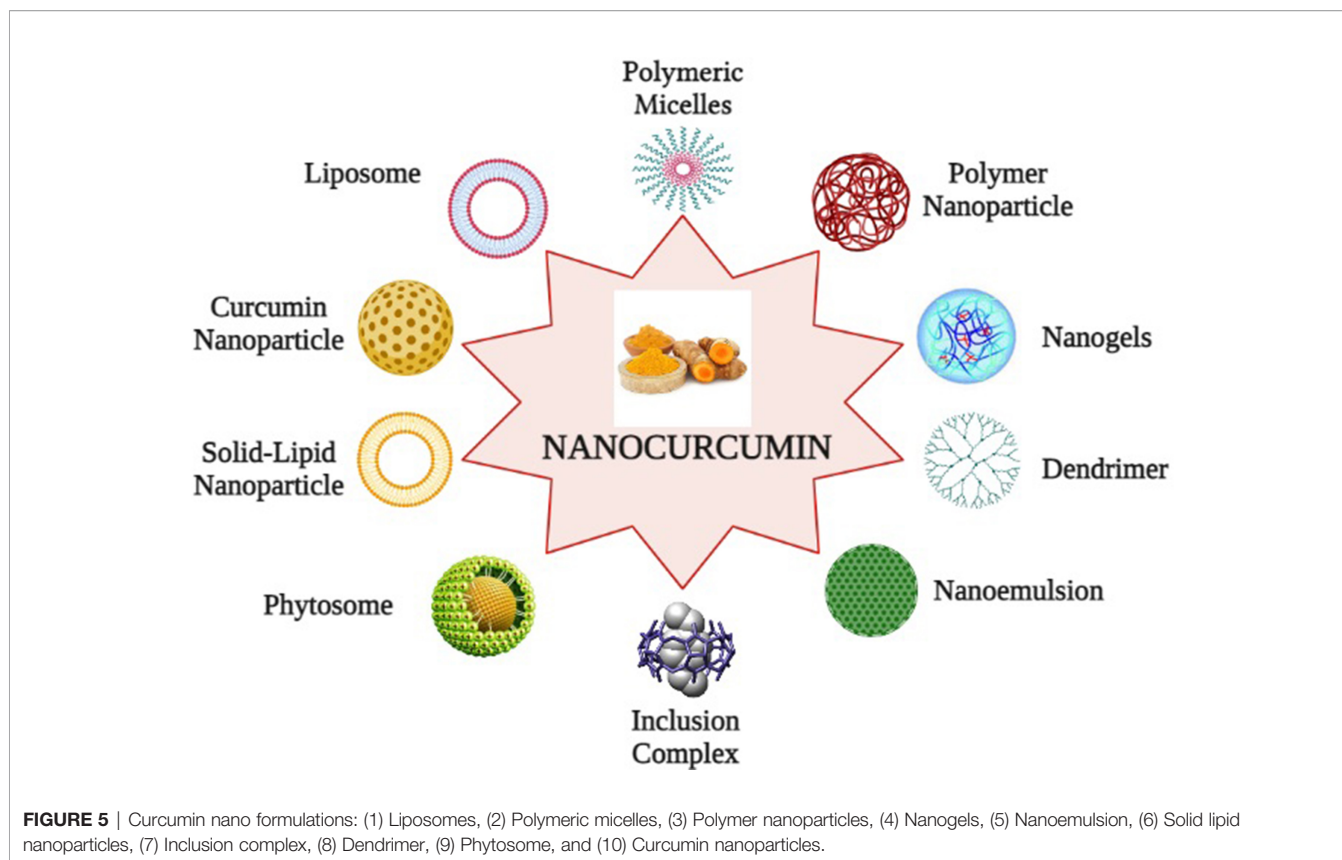 Polymeric
Micelles
Liposome
Polymer
Nanoparticle
Curcumin
Nanoparticle
Nanogels
NANOCURCUMIN
Solid-Lipid
Nanoparticle
Dendrimer
Phytosome
Nanoemulsion
Inclusion
Complex
FIGURE 5 | Curcumin nano formulations: (1) Liposomes, (2) Polymeric micelles, (3) Polymer nanoparticles, (4) Nanogels, (5) Nanoemulsion, (6) Solid lipid
nanoparticles, (7) Inclusion complex, (8) Dendrimer, (9) Phytosome, and (10) Curcumin nanoparticles.